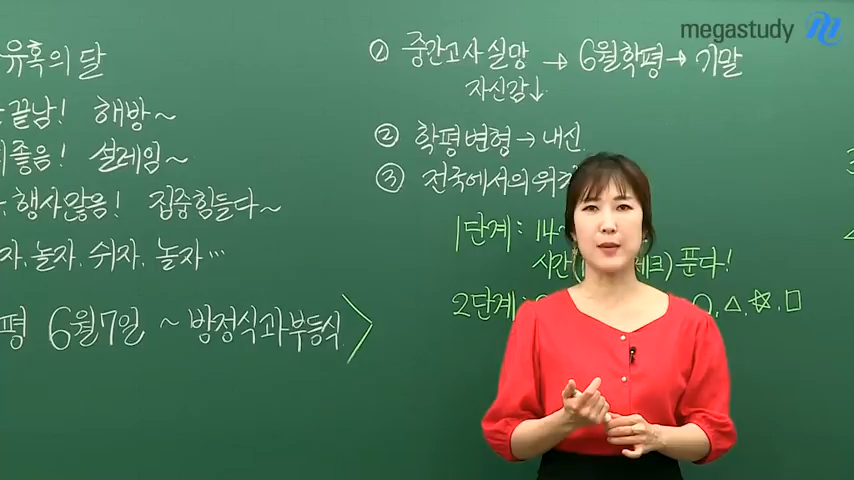 megastudy
유혹의 달
끝남! 해방~
좋음! 설레임~
행사많음! 집중힘들다~
자, 놀자, 쉬자, 놀자…
평 6월7일 ~ 방정식과부등식
① 중간고사 실망 → 6월학평 → 기말
자신감↓
② 학평변형 → 내신
③ 전국에서의 위치
1단계: 14~
시간( 체크) 푼다!
2단계: O, △, ☆, □